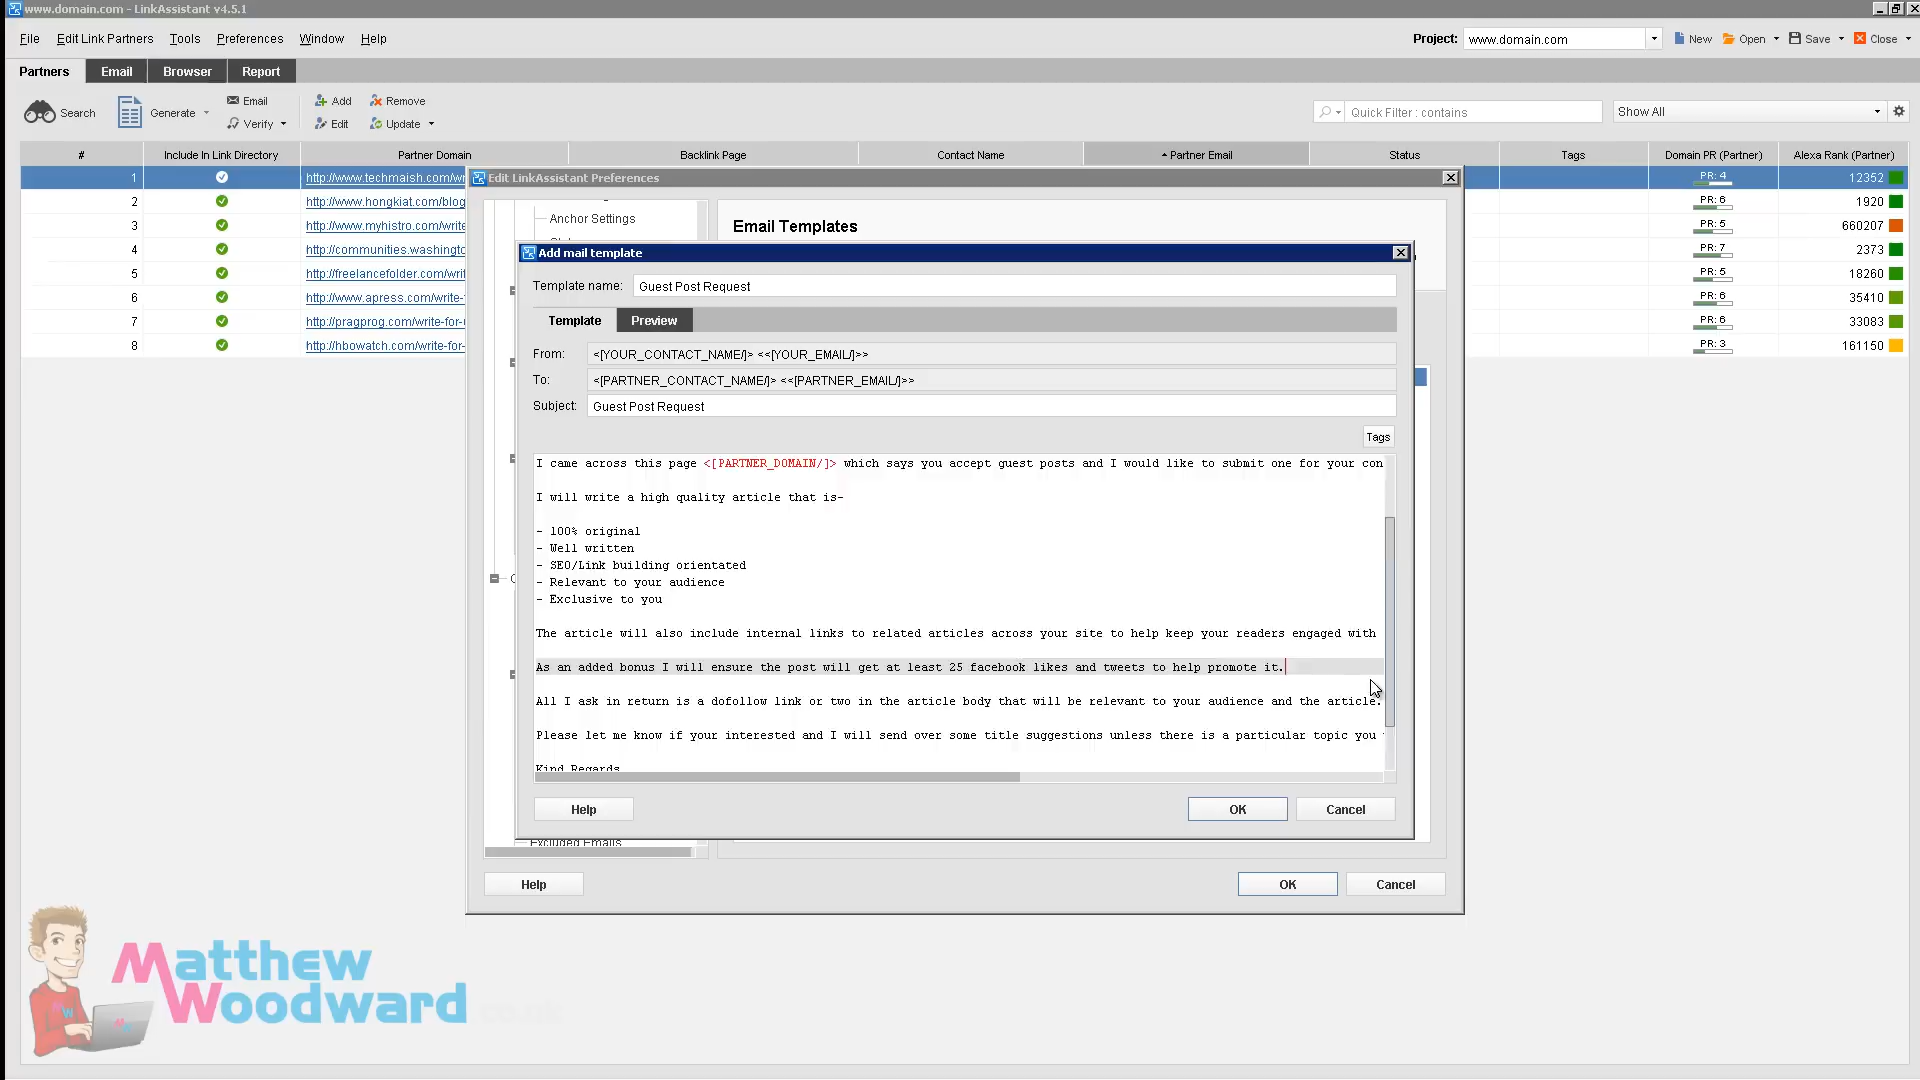 www.domain.com - LinkAssistant v4.5.1
File Edit Link Partners Tools Preferences Window Help
Project: www.domain.com New Open Save Close
Partners Email Browser Report
Search Generate Email Verify Add Edit Remove Update
Quick Filter : contains
Show All
# Include In Link Directory Partner Domain Backlink Page Contact Name Partner Email Status Tags Domain PR (Partner) Alexa Rank (Partner)
1 http://www.techmaish.com/wr PR: 4 12352
2 http://www.hongkiat.com/blog PR: 6 1920
3 http://www.myhistro.com/write PR: 5 660207
4 http://communities.washingto PR: 7 2373
5 http://freelancefolder.com/writ PR: 5 18260
6 http://www.apress.com/write- PR: 6 35410
7 http://pragprog.com/write-for- PR: 6 33083
8 http://hbowatch.com/write-for- PR: 3 161150
Edit LinkAssistant Preferences
Anchor Settings
Email Templates
Add mail template
Template name: Guest Post Request
Template Preview
From: <[YOUR_CONTACT_NAME/]> <<[YOUR_EMAIL/]>>
To: <[PARTNER_CONTACT_NAME/]> <<[PARTNER_EMAIL/]>>
Subject: Guest Post Request
Tags
I came across this page <[PARTNER_DOMAIN/]> which says you accept guest posts and I would like to submit one for your con
I will write a high quality article that is-
- 100% original
- Well written
- SEO/Link building orientated
- Relevant to your audience
- Exclusive to you
The article will also include internal links to related articles across your site to help keep your readers engaged with
As an added bonus I will ensure the post will get at least 25 facebook likes and tweets to help promote it.
All I ask in return is a dofollow link or two in the article body that will be relevant to your audience and the article.
Please let me know if your interested and I will send over some title suggestions unless there is a particular topic you
Kind Regards
Help OK Cancel
Excluded Emails
Help OK Cancel
Matthew
Woodward